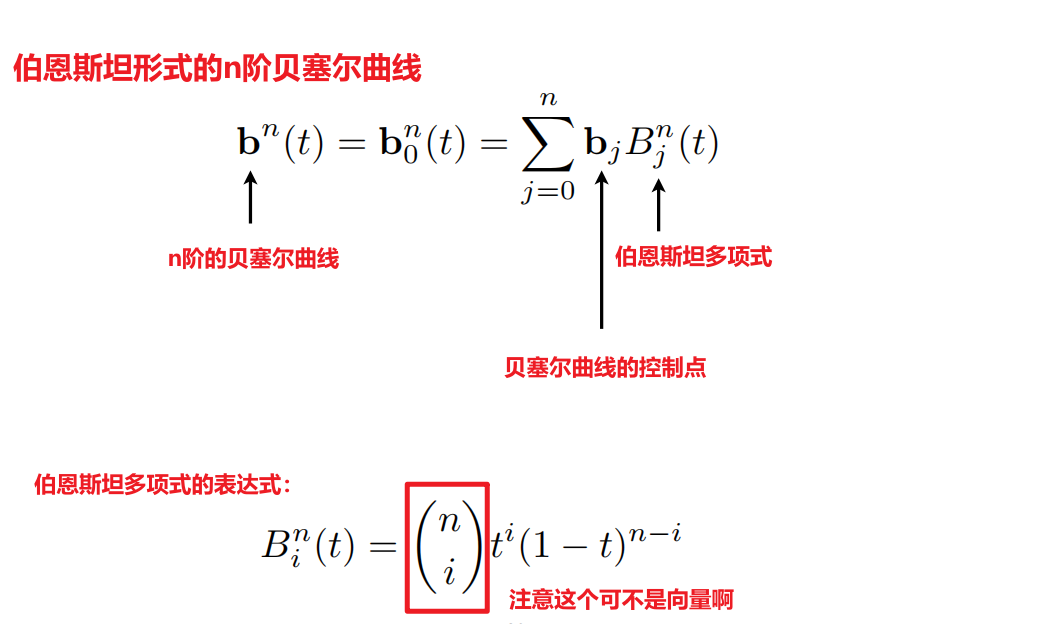 伯恩斯坦形式的n阶贝塞尔曲线
$\mathbf{b}^n(t) = \mathbf{b}_0^n(t) = \sum_{j=0}^{n} \mathbf{b}_j B_j^n(t)$
n阶的贝塞尔曲线
伯恩斯坦多项式
贝塞尔曲线的控制点
伯恩斯坦多项式的表达式：
$B_i^n(t) = \binom{n}{i} t^i (1-t)^{n-i}$
注意这个可不是向量啊